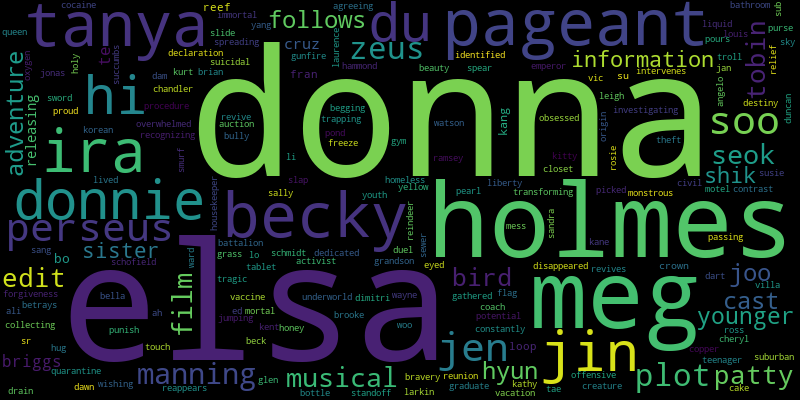 queen cocaine immortal reef agreeing cruz bathroom sub
tanya follows du pageant louis purse sky
yang slide declaration spreading laurence liquid pours
te holy zeus tobin relief
adventure gunfire identified information troll
oxygen jonas succumbs kurt brian suicidal fran hammond vic su intervenes jan
hi donna beauty spear emperor
releasing sword dam chandler auction begging leigh investigating angelo destiny duncan
proud overwhelmed revive trapping kang obsessed origin soo
korean procedure recognizing bully pond freeze gym watson rosie theft
ira smurf li ramsey closet kitty seok
lived slap homeless yellow transforming picked monstrous motel contrast susie
donnie housekeeper sally youth pearl liberty civil shik
perseus becky reindeer holmes
sang bo sister battalion duel sewer mess sandra kane passing
schofield ward grass lo dedicated eyed disappeared joo
edit tragic tablet schmidt activist grandson gathered flag revives crown dart villa
forgiveness bella film elsa underworld dimitri wayne bird meg cast
betrays vaccine ed mortal brooke coach potential younger
ali collecting punish ah jumping kent honey woo constantly ross cheryl
sr hug touch beck jen loop jin copper teenager suburban
briggs quarantine manning glen musical bravery reunion hyun offensive plot patty
drain dawn wishing reappears bottle standoff larkin graduate kathy vacation tae creature cake